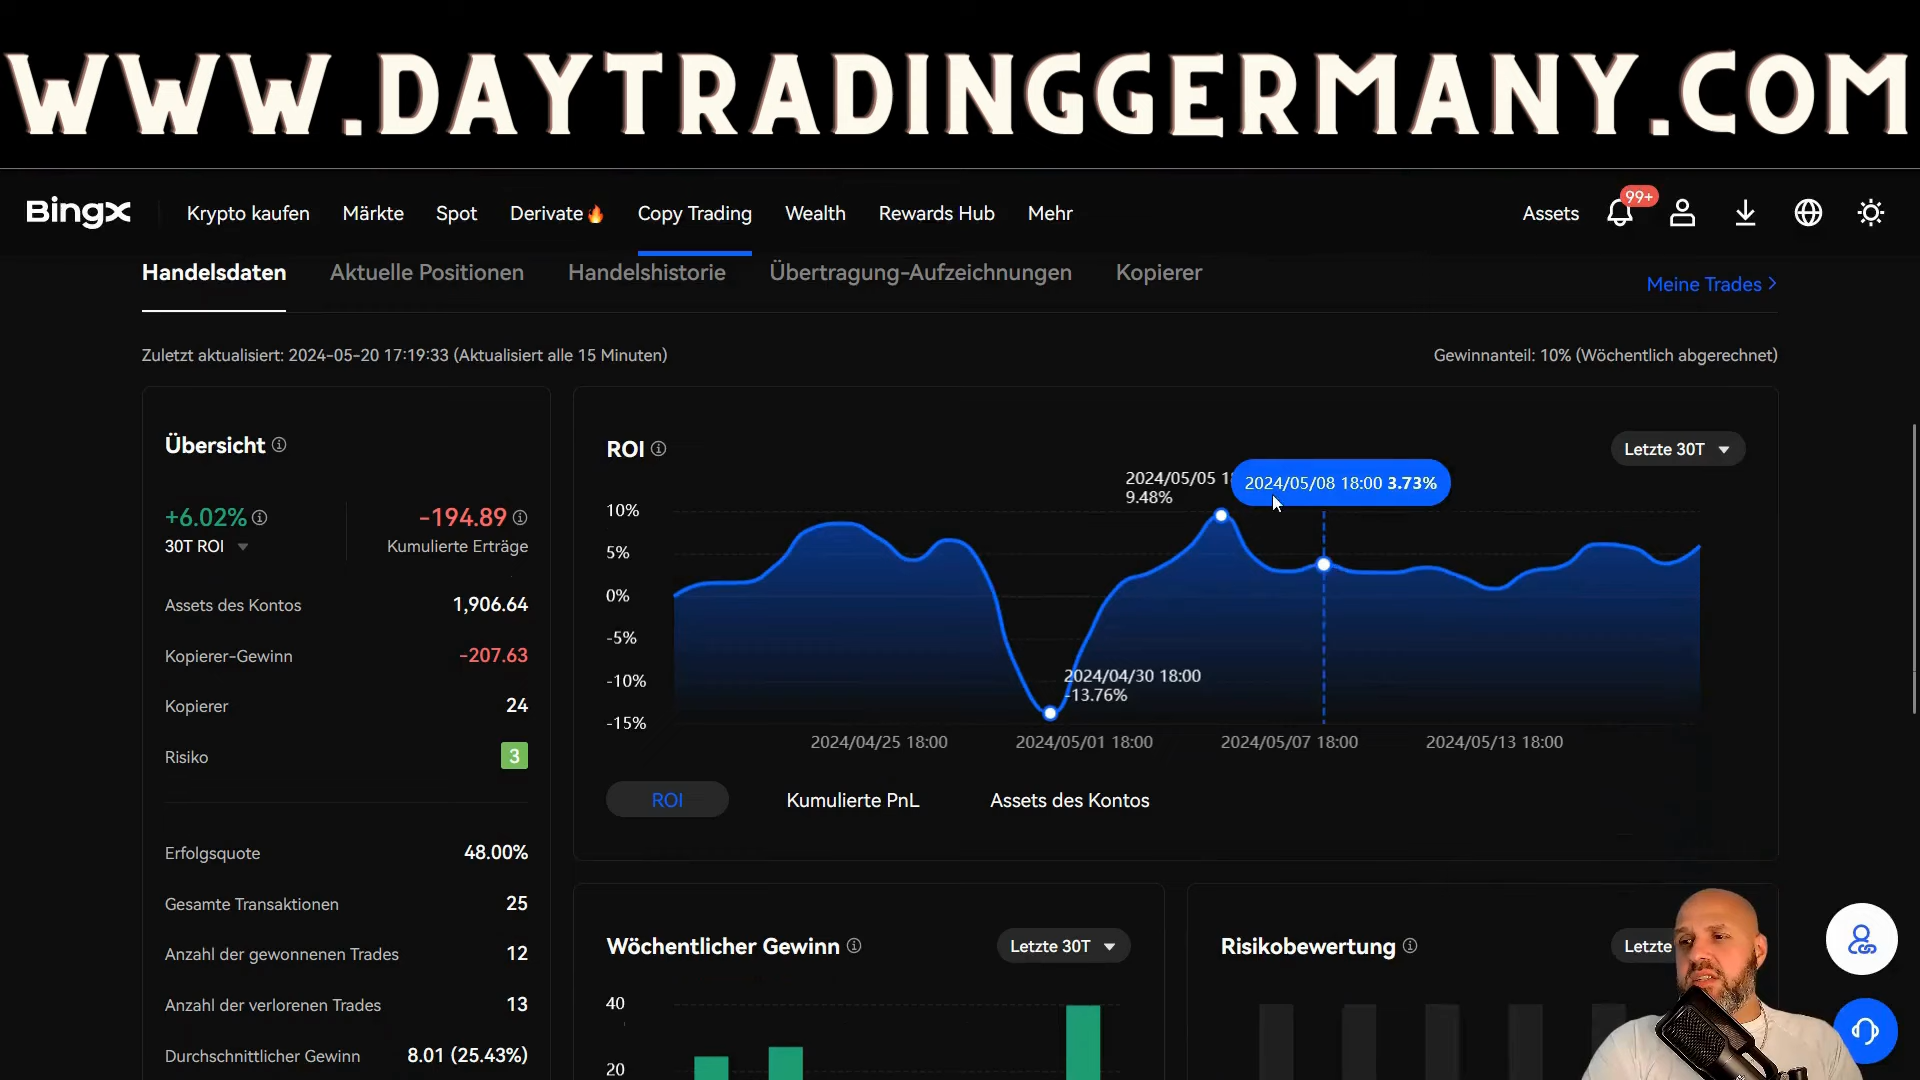 WWW.DAYTRADINGGERMANY.COM
BingX Krypto kaufen Märkte Spot Derivate Copy Trading Wealth Rewards Hub Mehr Assets 99+
Handelsdaten Aktuelle Positionen Handelshistorie Übertragung-Aufzeichnungen Kopierer Meine Trades
Zuletzt aktualisiert: 2024-05-20 17:19:33 (Aktualisiert alle 15 Minuten) Gewinnanteil: 10% (Wöchentlich abgerechnet)
Übersicht
+6.02% -194.89
30T ROI Kumulierte Erträge
Assets des Kontos 1,906.64
Kopierer-Gewinn -207.63
Kopierer 24
Risiko 3
Erfolgsquote 48.00%
Gesamte Transaktionen 25
Anzahl der gewonnenen Trades 12
Anzahl der verlorenen Trades 13
Durchschnittlicher Gewinn 8.01 (25.43%)
ROI Letzte 30T
2024/05/05 2024/05/08 18:00 3.73%
9.48%
10%
5%
0%
-5%
-10%
-15%
2024/04/30 18:00
-13.76%
2024/04/25 18:00 2024/05/01 18:00 2024/05/07 18:00 2024/05/13 18:00
ROI Kumulierte PnL Assets des Kontos
Wöchentlicher Gewinn Letzte 30T
40
20
Risikobewertung Letzte